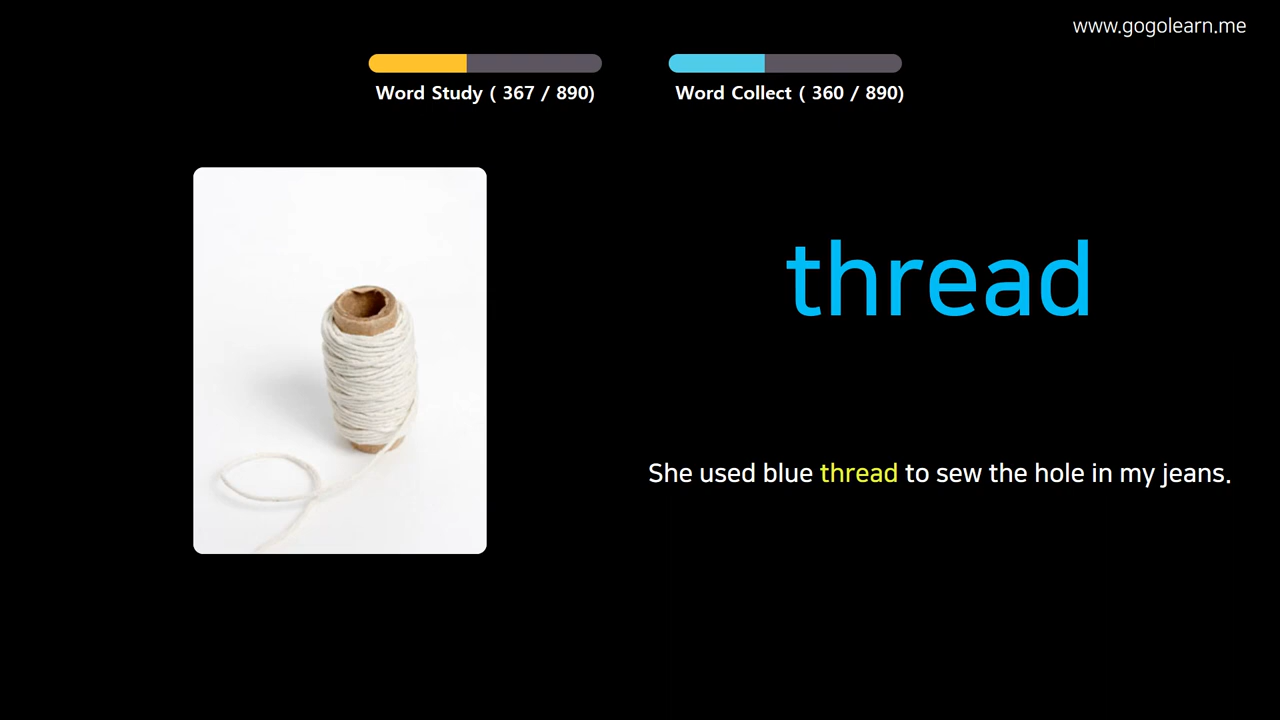 www.gogolearn.me
Word Study ( 367 / 890)
Word Collect ( 360 / 890)
thread
She used blue thread to sew the hole in my jeans.